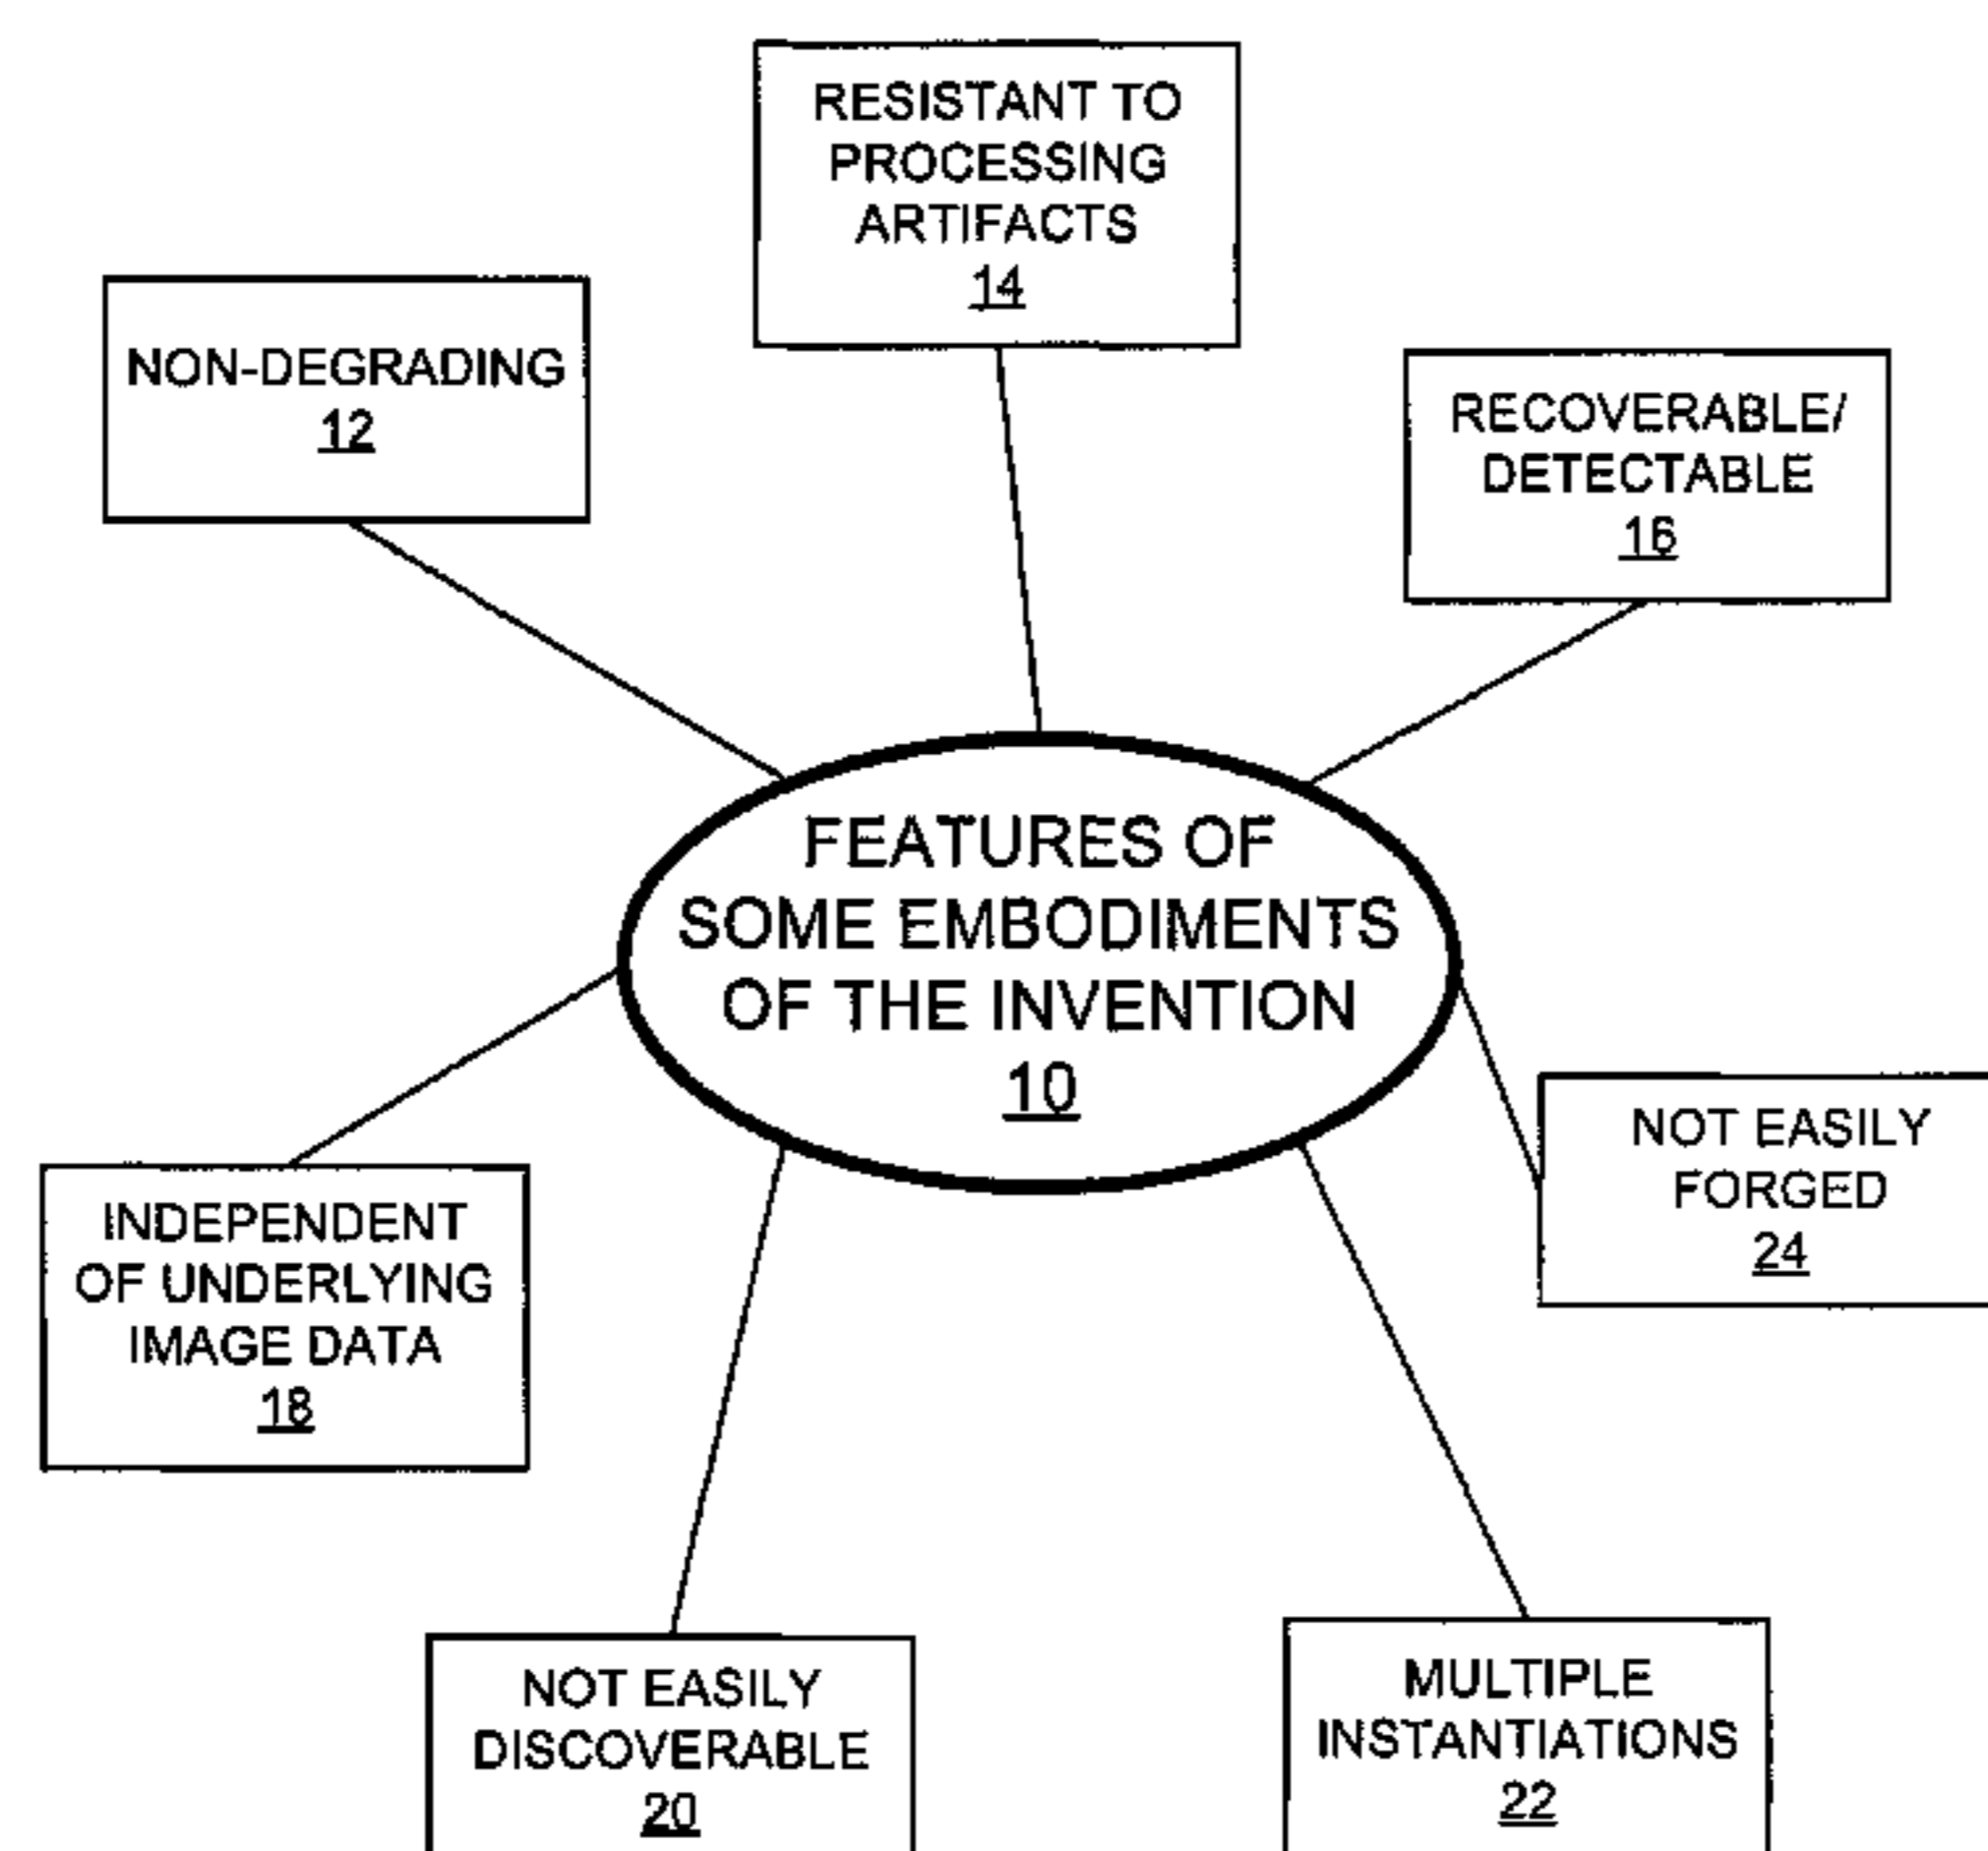 RESISTANT TO
PROCESSING
ARTIFACTS
14
NON-DEGRADING
12
RECOVERABLE/
DETECTABLE
16
FEATURES OF
SOME EMBODIMENTS
OF THE INVENTION
10
NOT EASILY
FORGED
24
INDEPENDENT
OF UNDERLYING
IMAGE DATA
18
NOT EASILY
DISCOVERABLE
20
MULTIPLE
INSTANTIATIONS
22